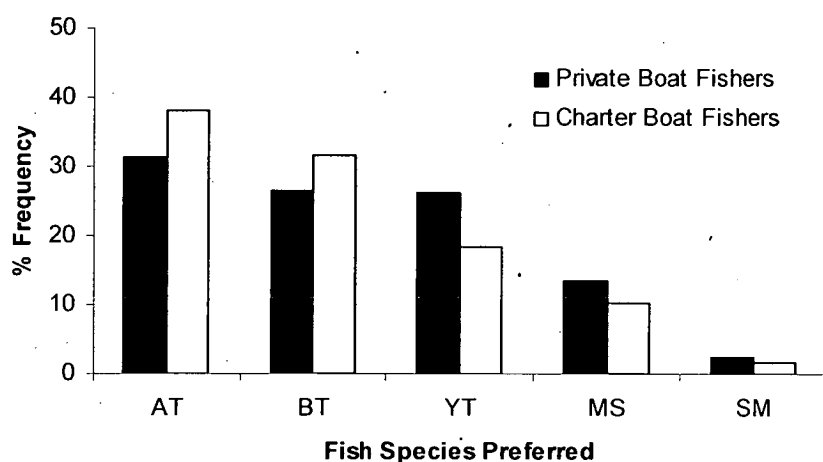 50
40
30
20
10
0
% Frequency
Private Boat Fishers
Charter Boat Fishers
AT BT YT MS SM
Fish Species Preferred